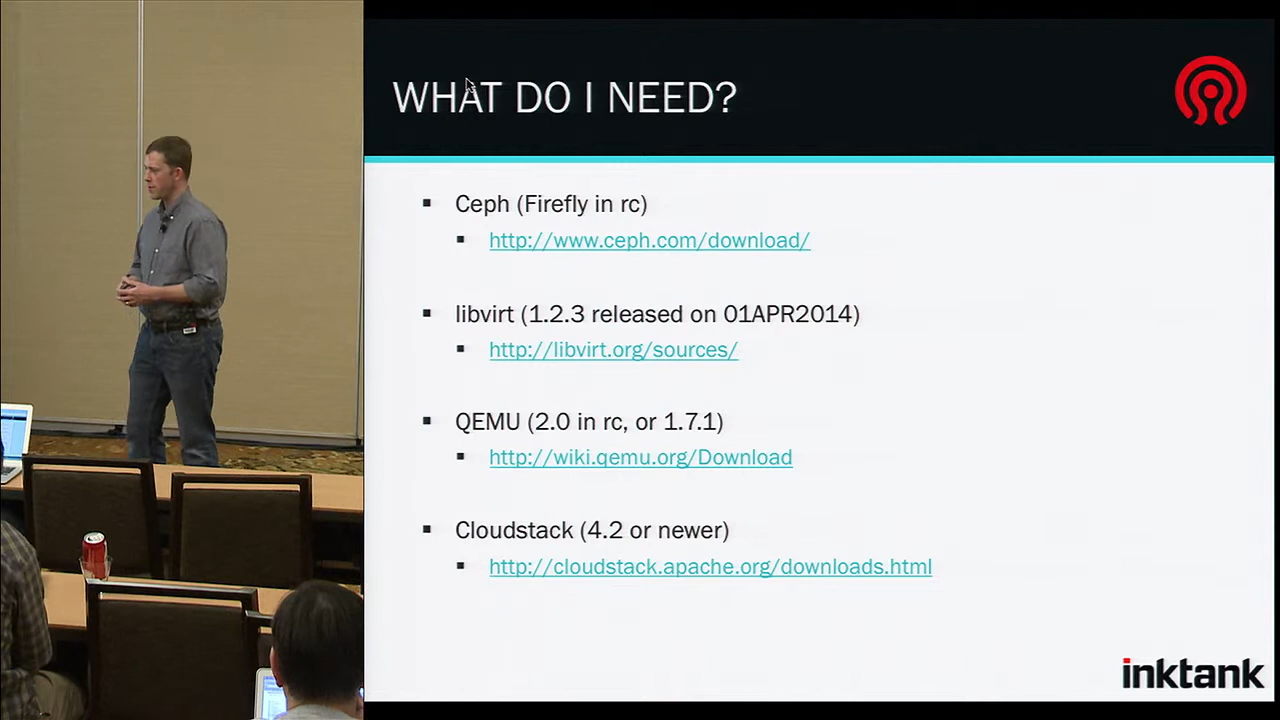 WHAT DO I NEED?
Ceph (Firefly in rc)
http://www.ceph.com/download/
libvirt (1.2.3 released on 01APR2014)
http://libvirt.org/sources/
QEMU (2.0 in rc, or 1.7.1)
http://wiki.qemu.org/Download
Cloudstack (4.2 or newer)
http://cloudstack.apache.org/downloads.html
inktank